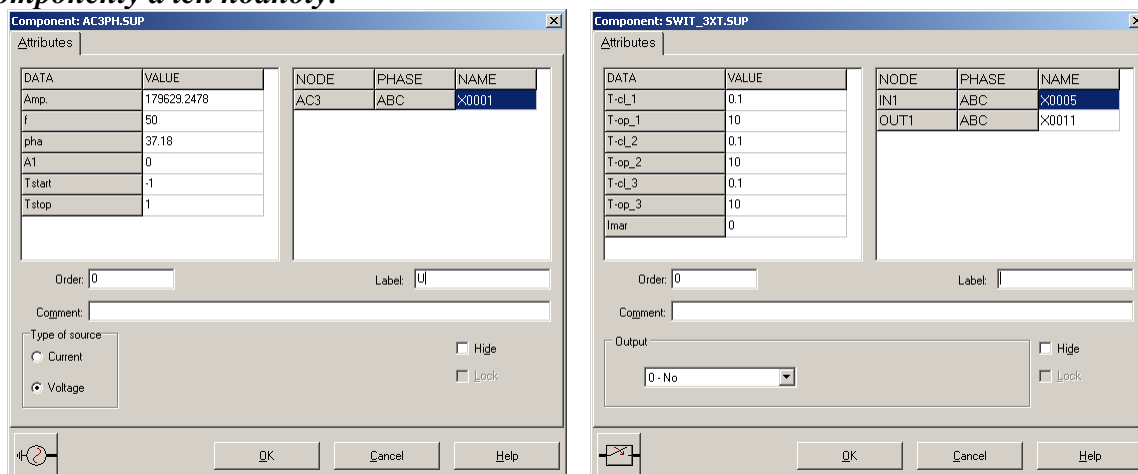 omponenty a ich hodnoty.
Component: AC3PH.SUP
Attributes
DATA VALUE
Amp. 179629.2478
f 50
pha 37.18
A1 0
Tstart -1
Tstop 1
NODE PHASE NAME
AC3 ABC X0001
Order: 0
Label: U
Comment:
Type of source
Current
Voltage
Hide
Lock
OK Cancel Help
Component: SWIT_3XT.SUP
Attributes
DATA VALUE
T-cl_1 0.1
T-op_1 10
T-cl_2 0.1
T-op_2 10
T-cl_3 0.1
T-op_3 10
Imar 0
NODE PHASE NAME
IN1 ABC X0005
OUT1 ABC X0011
Order: 0
Label:
Comment:
Output
0 - No
Hide
Lock
OK Cancel Help